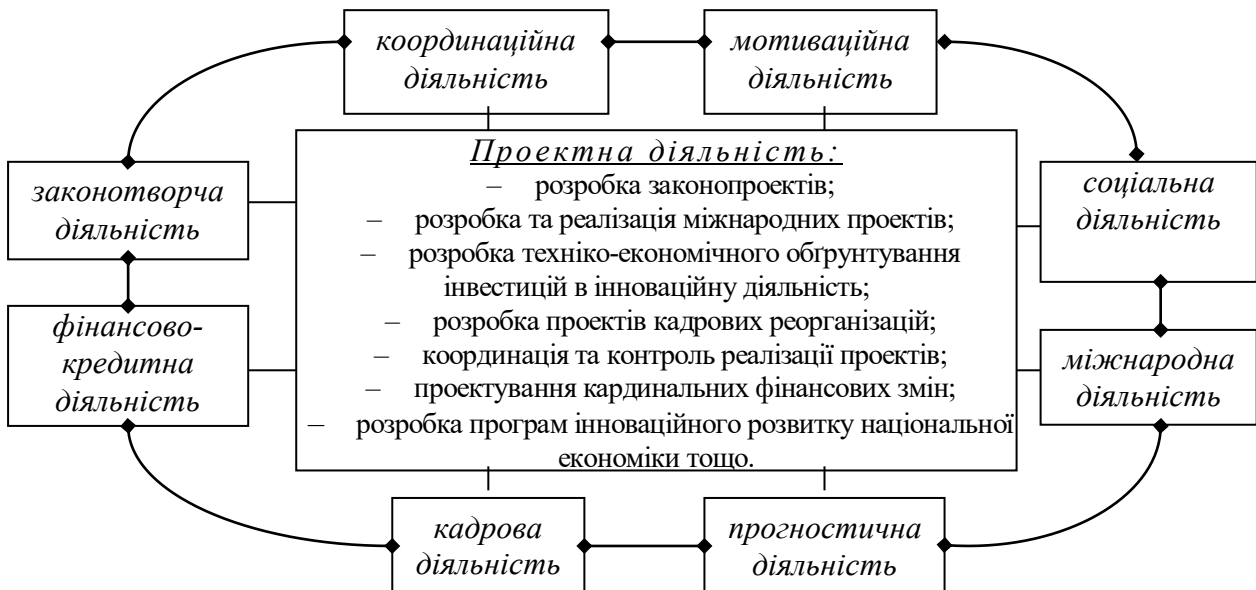 координаційна
діяльність
мотиваційна
діяльність
законотворча
діяльність
Проектна діяльність:
– розробка законопроектів;
– розробка та реалізація міжнародних проектів;
– розробка техніко-економічного обґрунтування
інвестицій в інноваційну діяльність;
– розробка проектів кадрових реорганізацій;
– координація та контроль реалізації проектів;
– проектування кардинальних фінансових змін;
– розробка програм інноваційного розвитку національної
економіки тощо.
соціальна
діяльність
фінансово-
кредитна
діяльність
міжнародна
діяльність
кадрова
діяльність
прогностична
діяльність